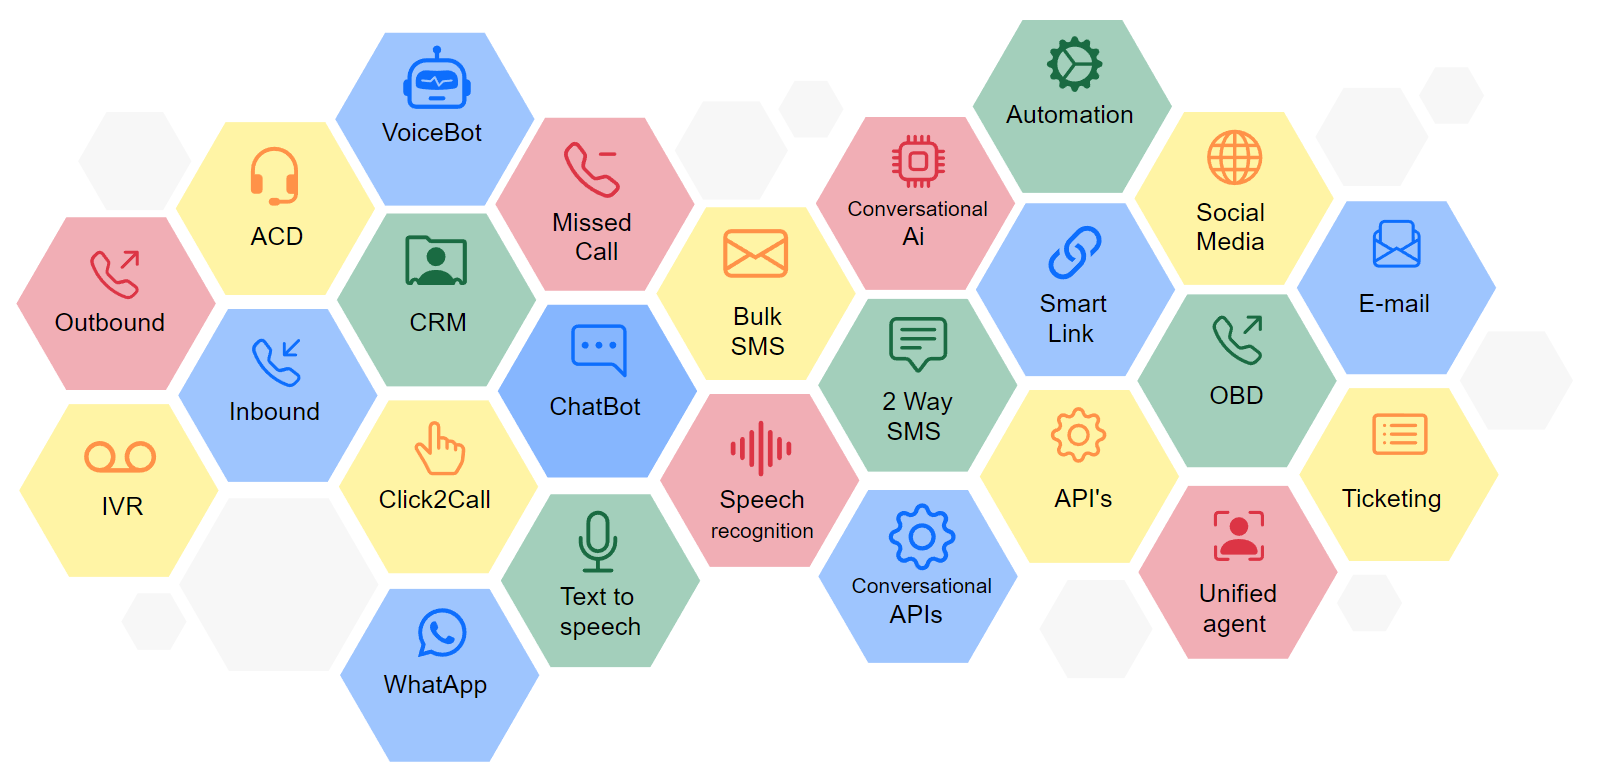 VoiceBot
Automation
ACD
Missed
Call
Conversational
Ai
Social
Media
Outbound
CRM
Bulk
SMS
Smart
Link
E-mail
Inbound
ChatBot
2 Way
SMS
OBD
IVR
Click2Call
Speech
recognition
API's
Ticketing
Text to
speech
Conversational
APIs
Unified
agent
WhatApp